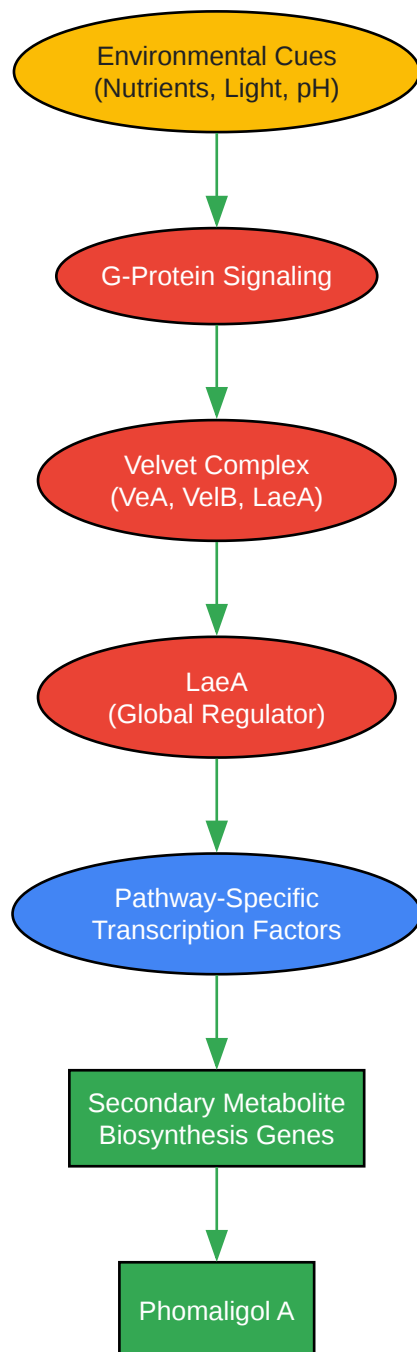 Environmental Cues
(Nutrients, Light, pH)
G-Protein Signaling
Velvet Complex
(VeA, VelB, LaeA)
LaeA
(Global Regulator)
Pathway-Specific
Transcription Factors
Secondary Metabolite
Biosynthesis Genes
Phomaligol A